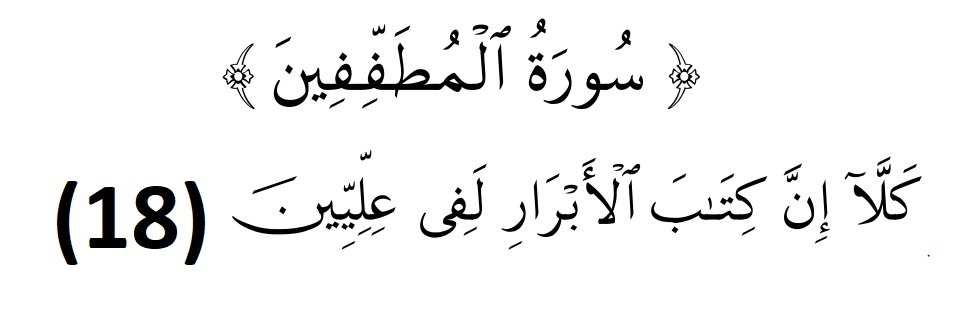 ﴿ سُورَةُ ٱلْمُطَفِّفِينَ ﴾
كَلَّآ إِنَّ كِتَـٰبَ ٱلْأَبْرَارِ لَفِى عِلِّيِّينَ (18)